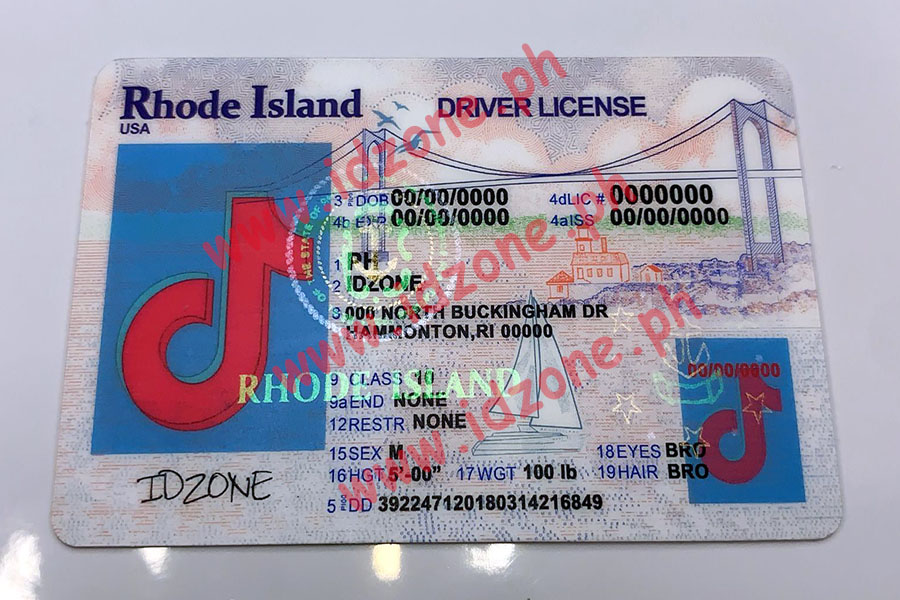 Rhode Island DRIVER LICENSE
USA
3 DOB 00/00/0000 4dLIC # 0000000
4b EXP 00/00/0000 4aISS 00/00/0000
1 PH
2 IDZONE
8 000 NORTH BUCKINGHAM DR
HAMMONTON,RI 00000
00/00/0000
9 CLASS 10
RHODE ISLAND
9aEND NONE
12RESTR NONE
15SEX M 18EYES BRO
16HGT 5'-00" 17WGT 100 lb 19HAIR BRO
5 DD 3922471201803142​16849
IDZONE
www.idzone.ph
www.idzone.ph
www.idzone.ph